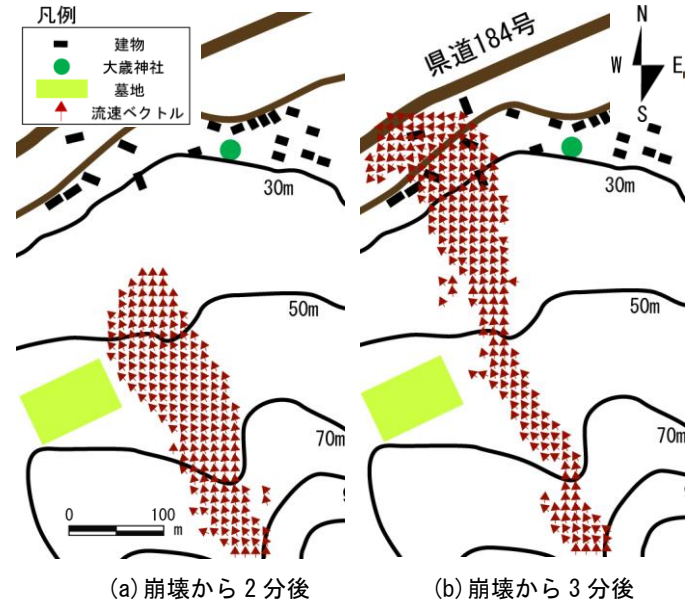 凡例
建物
大歳神社
墓地
流速ベクトル
30m
50m
70m
0 100
m
県道184号
N
W E
S
30m
50m
70m
(a)崩壊から2分後
(b)崩壊から3分後